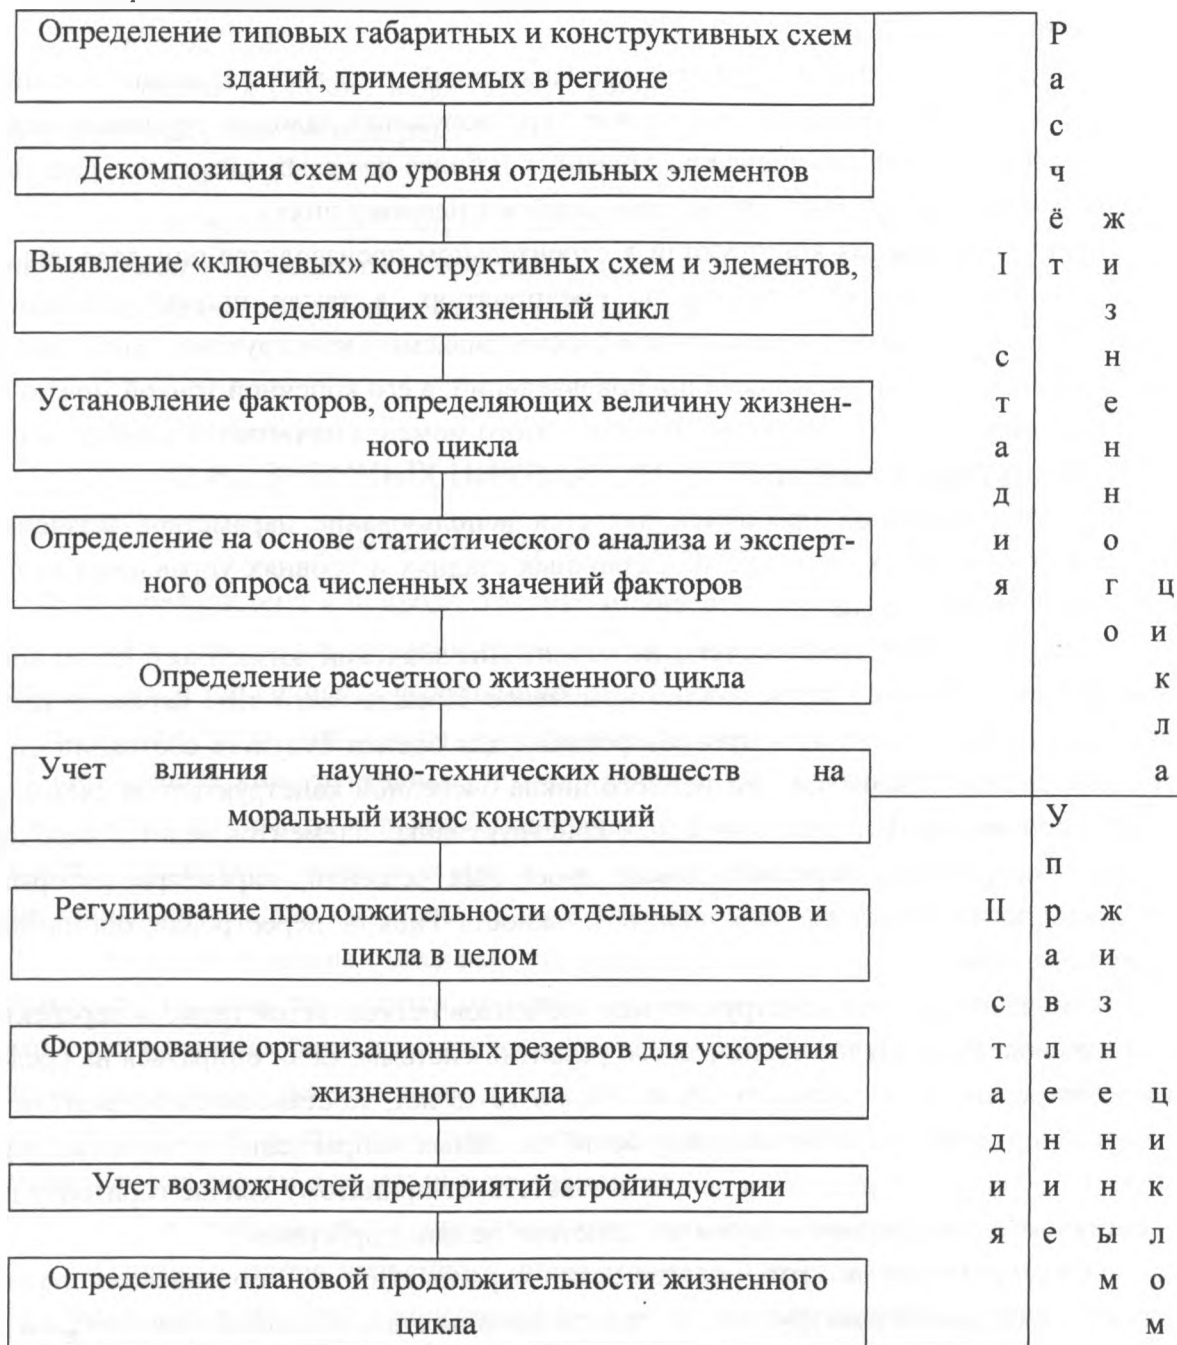 Определение типовых габаритных и конструктивных схем
зданий, применяемых в регионе
Декомпозиция схем до уровня отдельных элементов
Выявление «ключевых» конструктивных схем и элементов,
определяющих жизненный цикл
Установление факторов, определяющих величину жизнен-
ного цикла
Определение на основе статистического анализа и эксперт-
ного опроса численных значений факторов
Определение расчетного жизненного цикла
Учет влияния научно-технических новшеств на
моральный износ конструкций
Регулирование продолжительности отдельных этапов и
цикла в целом
Формирование организационных резервов для ускорения
жизненного цикла
Учет возможностей предприятий стройиндустрии
Определение плановой продолжительности жизненного
цикла
I стадия
Расчёт
жизненного
цикла
II стадия
Управление
жизненным
циклом